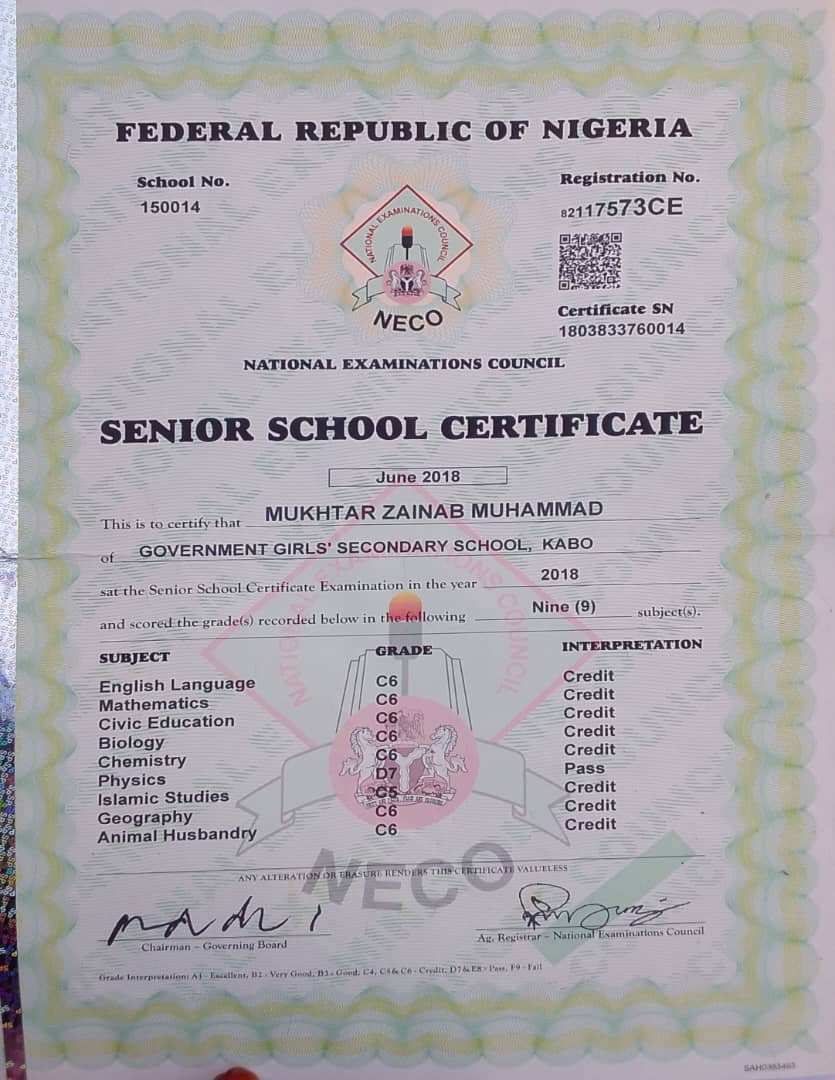 FEDERAL REPUBLIC OF NIGERIA
School No.
150014
Registration No.
82117573CE
NATIONAL EXAMINATIONS COUNCIL
NECO
Certificate SN
1803833760014
NATIONAL EXAMINATIONS COUNCIL
SENIOR SCHOOL CERTIFICATE
June 2018
This is to certify that MUKHTAR ZAINAB MUHAMMAD
of GOVERNMENT GIRLS' SECONDARY SCHOOL, KABO
sat the Senior School Certificate Examination in the year 2018
and scored the grade(s) recorded below in the following Nine (9) subject(s).
SUBJECT GRADE INTERPRETATION
English Language C6 Credit
Mathematics C6 Credit
Civic Education C6 Credit
Biology C6 Credit
Chemistry C6 Credit
Physics D7 Pass
Islamic Studies C5 Credit
Geography C6 Credit
Animal Husbandry C6 Credit
NECO
ANY ALTERATION OR ERASURE RENDERS THIS CERTIFICATE VALUELESS
Chairman - Governing Board
Ag. Registrar - National Examinations Council
Grade Interpretation: A1 - Excellent, B2 - Very Good, B3 - Good, C4, C5 & C6 - Credit, D7 & E8 - Pass, F9 - Fail